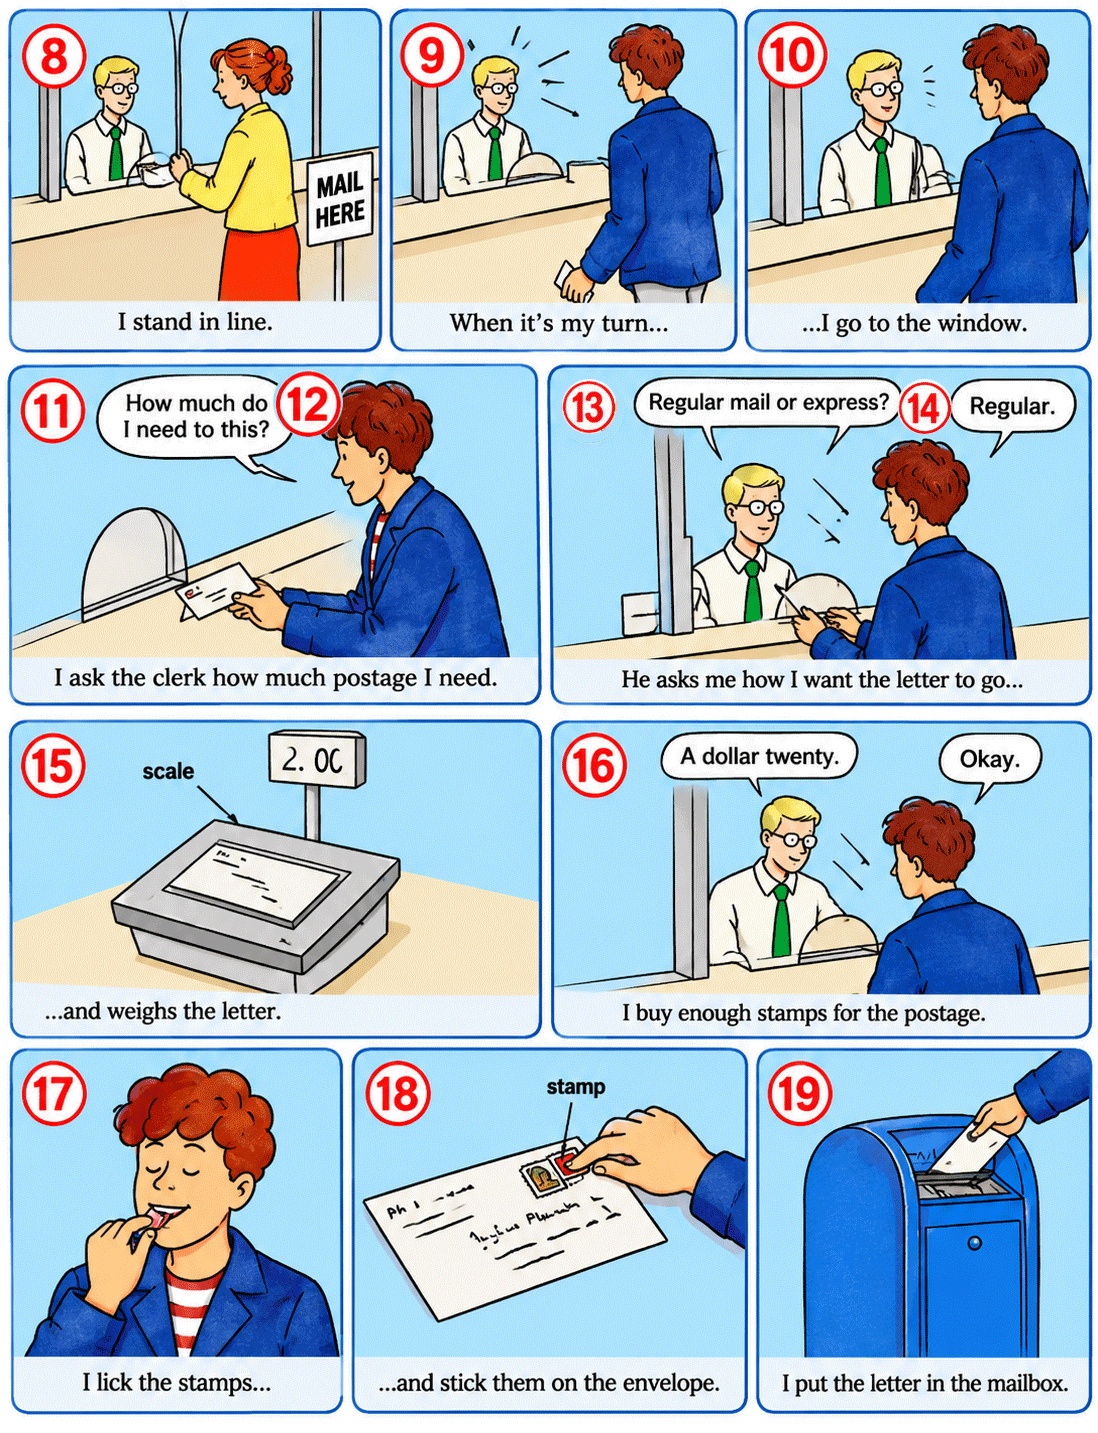 8
MAIL
HERE
I stand in line.
9
When it's my turn...
10
...I go to the window.
11
How much do
I need to this?
12
I ask the clerk how much postage I need.
13
Regular mail or express?
14
Regular.
He asks me how I want the letter to go...
15
scale
2.0C
...and weighs the letter.
16
A dollar twenty.
Okay.
I buy enough stamps for the postage.
17
I lick the stamps...
18
stamp
...and stick them on the envelope.
19
I put the letter in the mailbox.